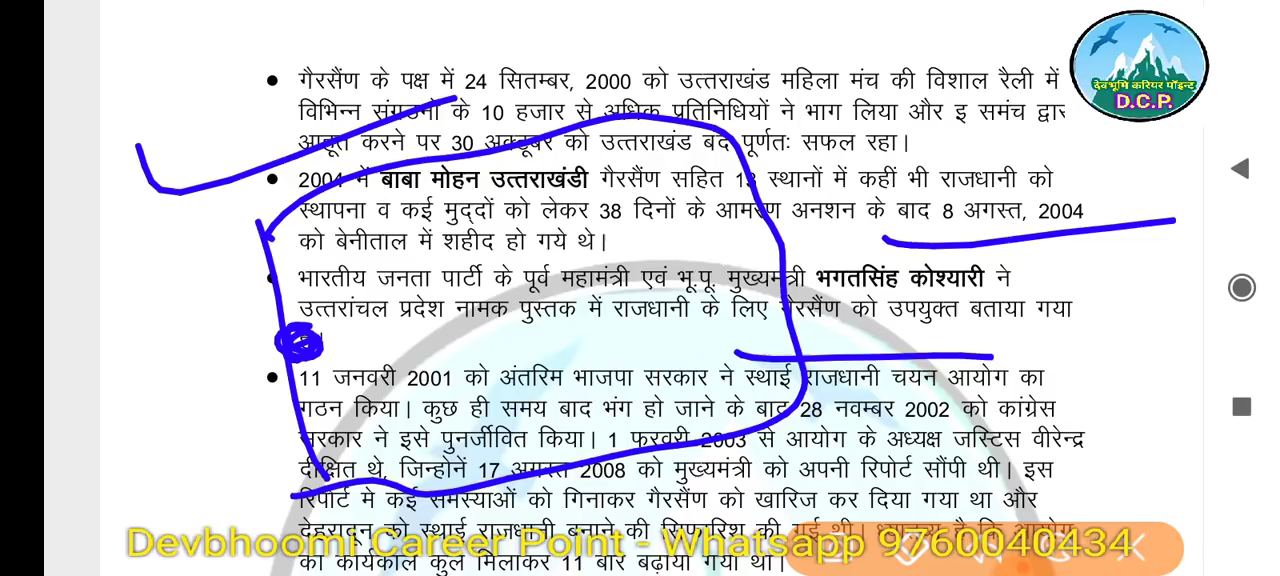 देवभूमि करियर पॉइन्ट
D.C.P.
गैरसैंण के पक्ष में 24 सितम्बर, 2000 को उत्तराखंड महिला मंच की विशाल रैली में
विभिन्न संगठनों के 10 हजार से अधिक प्रतिनिधियों ने भाग लिया और इ समंच द्वार
आहूत करने पर 30 अक्टूबर को उत्तराखंड बंद पूर्णतः सफल रहा।
2004 में बाबा मोहन उत्तराखंडी गैरसैंण सहित 13 स्थानों में कहीं भी राजधानी को
स्थापना व कई मुद्दों को लेकर 38 दिनों के आमरण अनशन के बाद 8 अगस्त, 2004
को बेनीताल में शहीद हो गये थे।
भारतीय जनता पार्टी के पूर्व महामंत्री एवं भू.पू. मुख्यमंत्री भगतसिंह कोश्यारी ने
उत्तरांचल प्रदेश नामक पुस्तक में राजधानी के लिए गैरसैंण को उपयुक्त बताया गया
11 जनवरी 2001 को अंतरिम भाजपा सरकार ने स्थाई राजधानी चयन आयोग का
गठन किया। कुछ ही समय बाद भंग हो जाने के बाद 28 नवम्बर 2002 को कांग्रेस
सरकार ने इसे पुनर्जीवित किया। 1 फरवरी 2003 से आयोग के अध्यक्ष जस्टिस वीरेन्द्र
दीक्षित थे, जिन्होनें 17 अगस्त 2008 को मुख्यमंत्री को अपनी रिपोर्ट सौंपी थी। इस
रिपोर्ट मे कई समस्याओं को गिनाकर गैरसैंण को खारिज कर दिया गया था और
देहरादून को स्थाई राजधानी बनाने की सिफारिश की गई थी। है कि आयोग
Devbhoomi Career Point - Whatsapp 9760040434
का कार्यकाल कुल मिलाकर 11 बार बढ़ाया गया था।